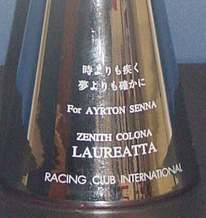 時よりも疾く
夢よりも確かに
For AYRTON SENNA
ZENITH COLONA
LAUREATTA
RACING CLUB INTERNATIONAL